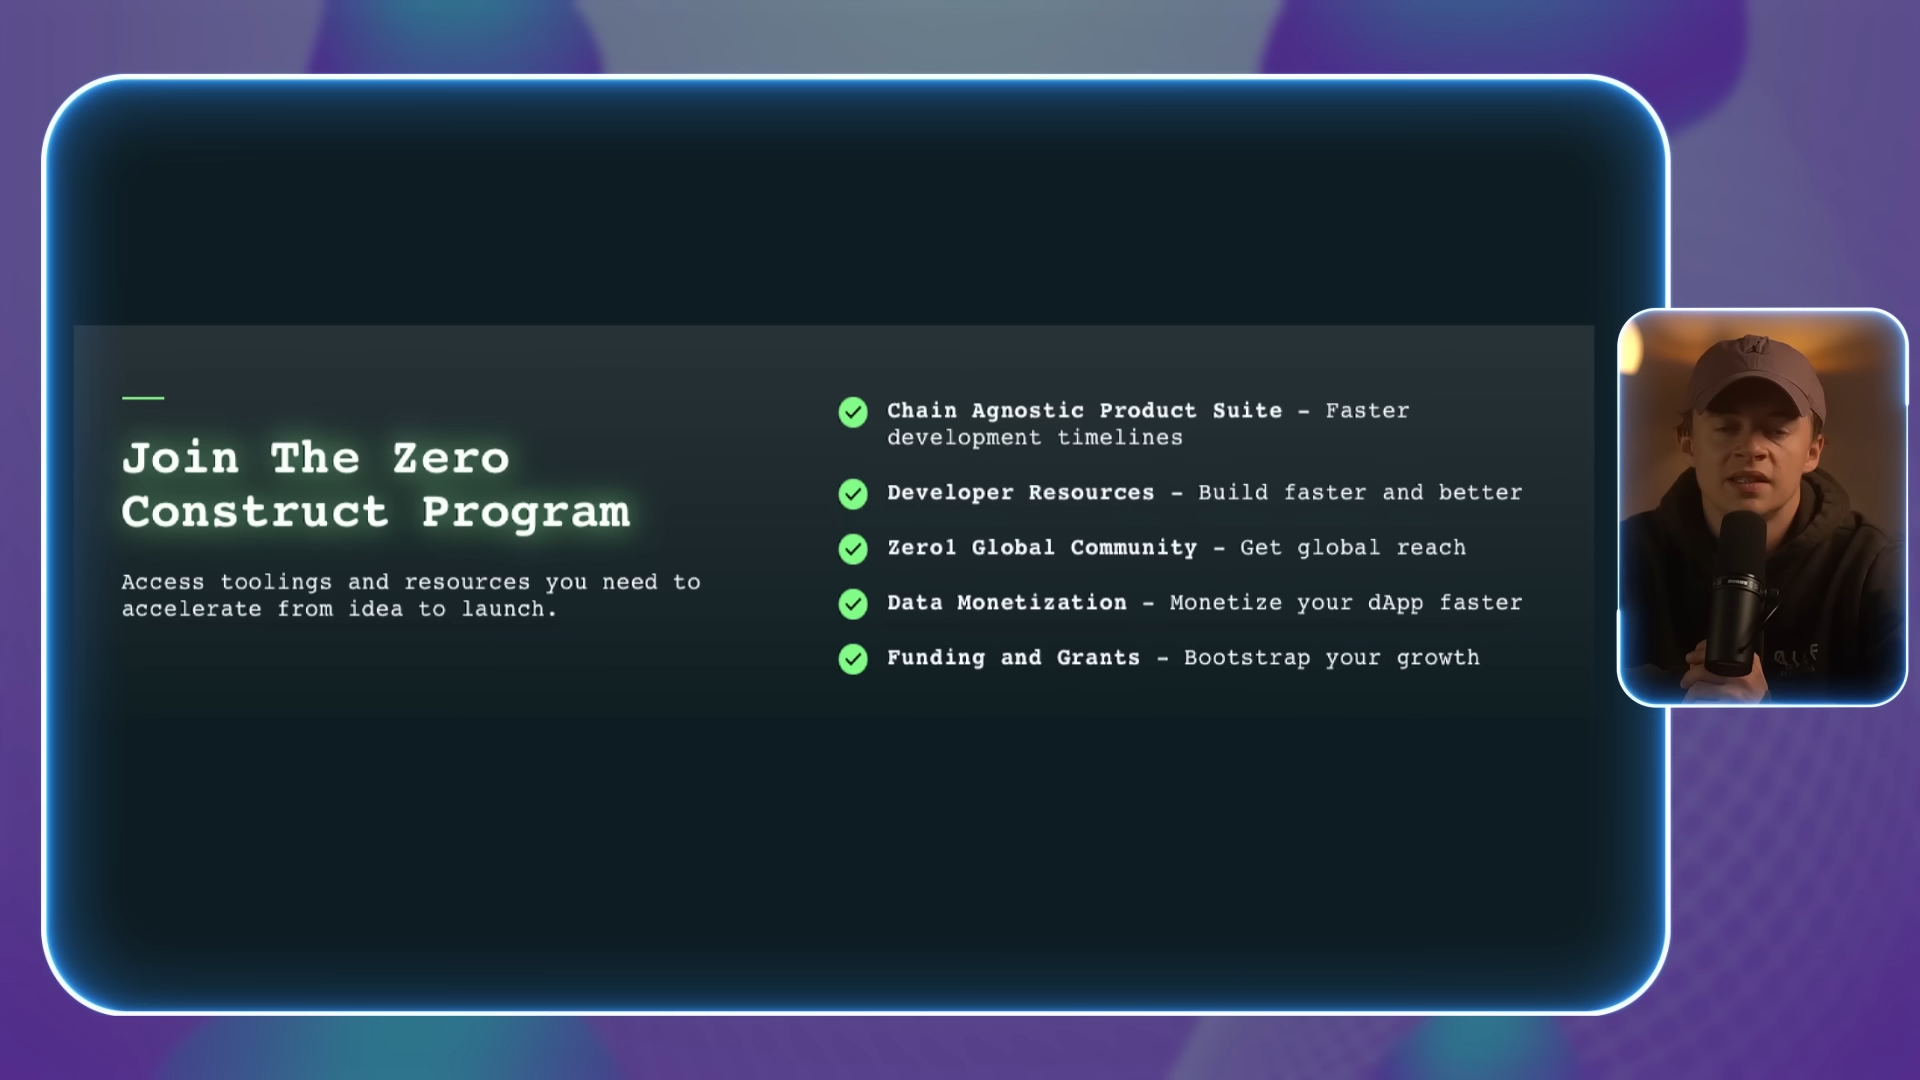 Join The Zero
Construct Program
Access toolings and resources you need to
accelerate from idea to launch.
Chain Agnostic Product Suite – Faster
development timelines
Developer Resources – Build faster and better
Zero1 Global Community – Get global reach
Data Monetization – Monetize your dApp faster
Funding and Grants – Bootstrap your growth